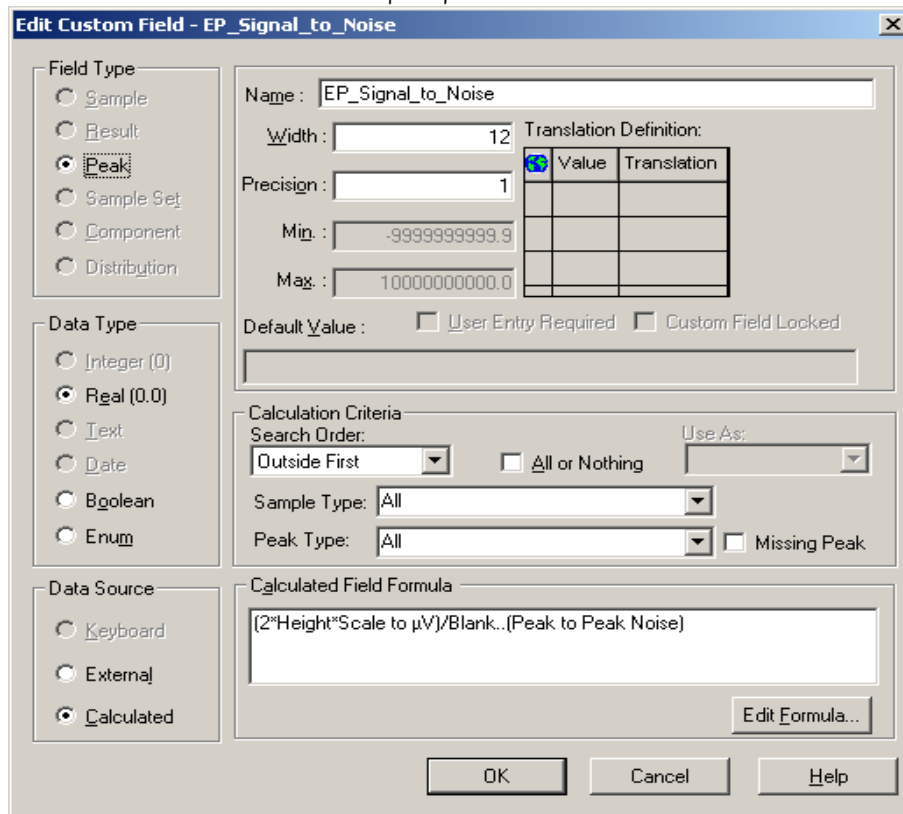 Edit Custom Field - EP_Signal_to_Noise
Field Type
Sample
Result
Peak
Sample Set
Component
Distribution
Name : EP_Signal_to_Noise
Width : 12
Precision : 1
Min. : -9999999999.9
Max. : 10000000000.0
Translation Definition:
Value Translation
Default Value : User Entry Required Custom Field Locked
Data Type
Integer (0)
Real (0.0)
Text
Date
Boolean
Enum
Calculation Criteria
Search Order: Use As:
Outside First All or Nothing
Sample Type: All
Peak Type: All Missing Peak
Data Source
Keyboard
External
Calculated
Calculated Field Formula
(2*Height*Scale to µV)/Blank..(Peak to Peak Noise)
Edit Formula...
OK Cancel Help